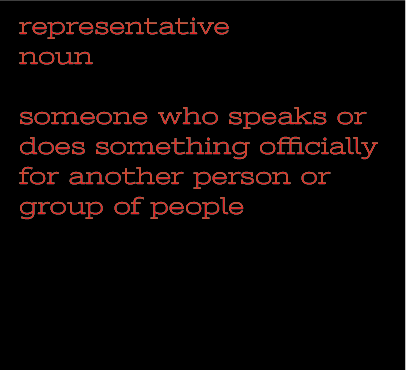 representative
noun
someone who speaks or
does something officially
for another person or
group of people